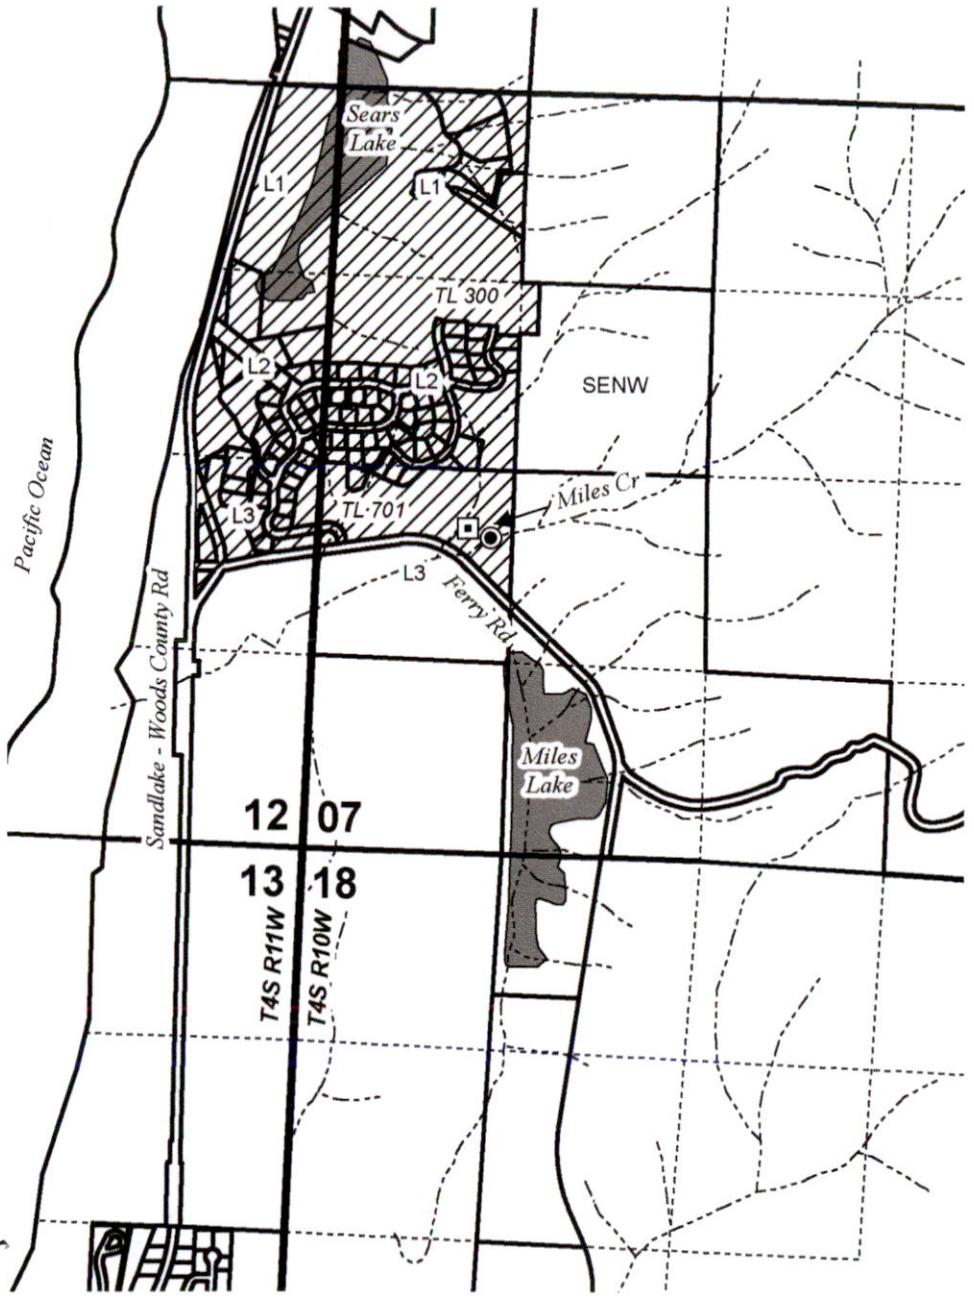 Sears
Lake
L1
L1
TL 300
L2
L2
SENW
Pacific Ocean
L3
TL 701
Miles Cr
L3
Ferry Rd
Sandlake - Woods County Rd
Miles
Lake
12 07
13 18
T4S R11W
T4S R10W